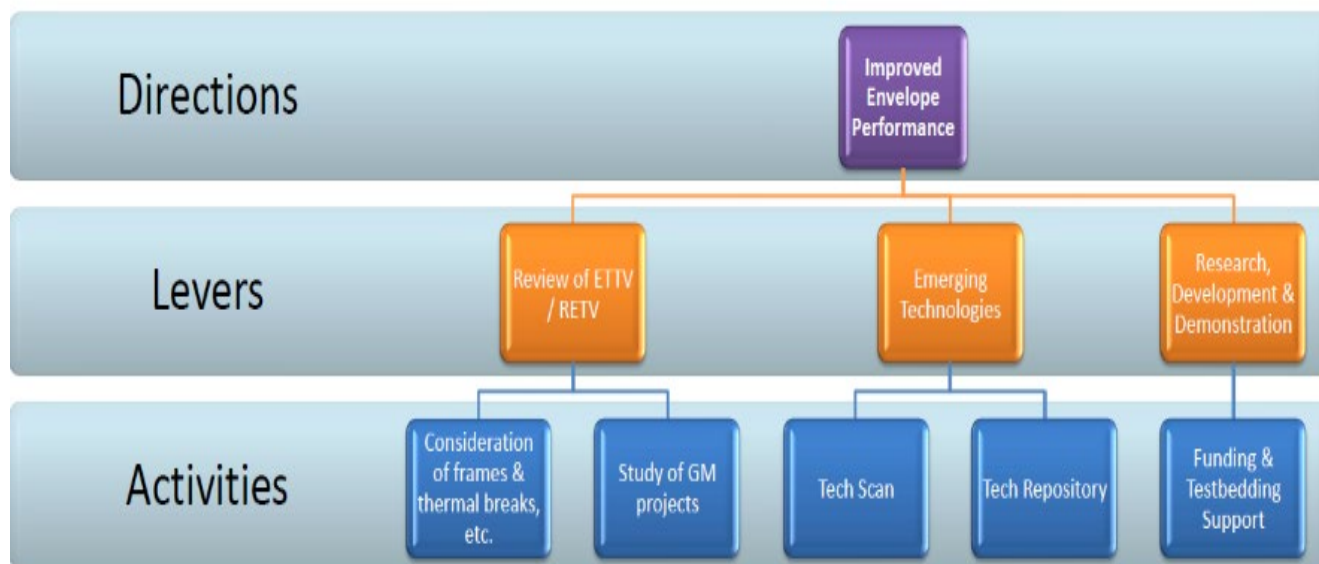 Directions
Improved
Envelope
Performance
Levers
Review of ETTV
/ RETV
Emerging
Technologies
Research,
Development &
Demonstration
Activities
Consideration
of frames &
thermal breaks,
etc.
Study of GM
projects
Tech Scan
Tech Repository
Funding &
Testbedding
Support